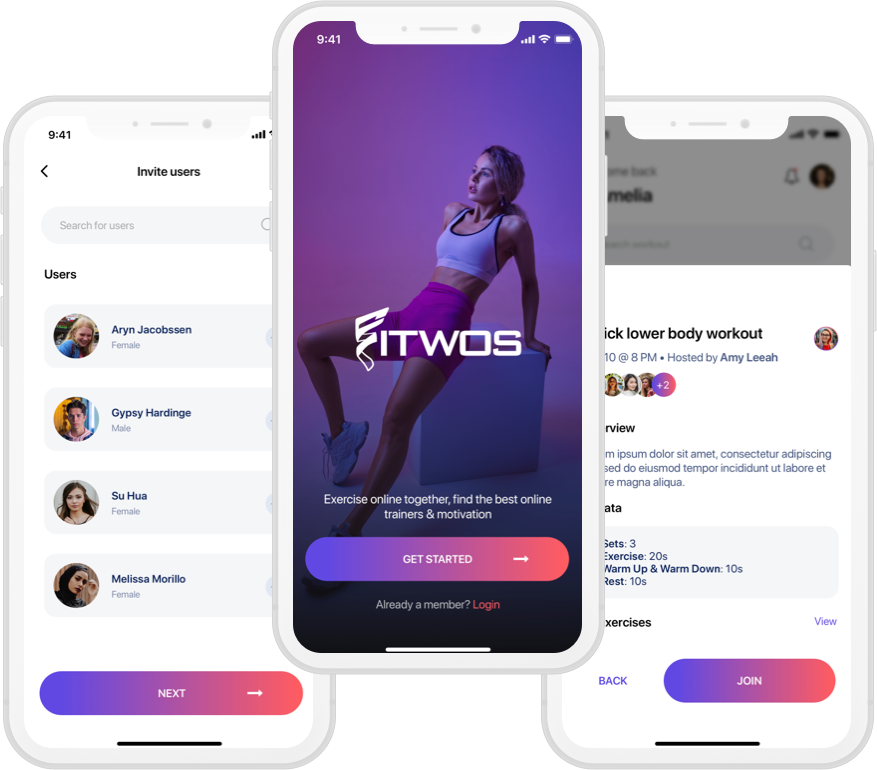 9:41
Invite users
Search for users
Users
Aryn Jacobssen
Female
Gypsy Hardinge
Male
Su Hua
Female
Melissa Morillo
Female
NEXT
9:41
FITWOS
Exercise online together, find the best online
trainers & motivation
GET STARTED
Already a member? Login
ome back
melia
earch workout
ick lower body workout
10 @ 8 PM • Hosted by Amy Leeah
+2
rview
m ipsum dolor sit amet, consectetur adipiscing
sed do eiusmod tempor incididunt ut labore et
re magna aliqua.
ata
Sets: 3
Exercise: 20s
Warm Up & Warm Down: 10s
Rest: 10s
xercises
View
BACK
JOIN